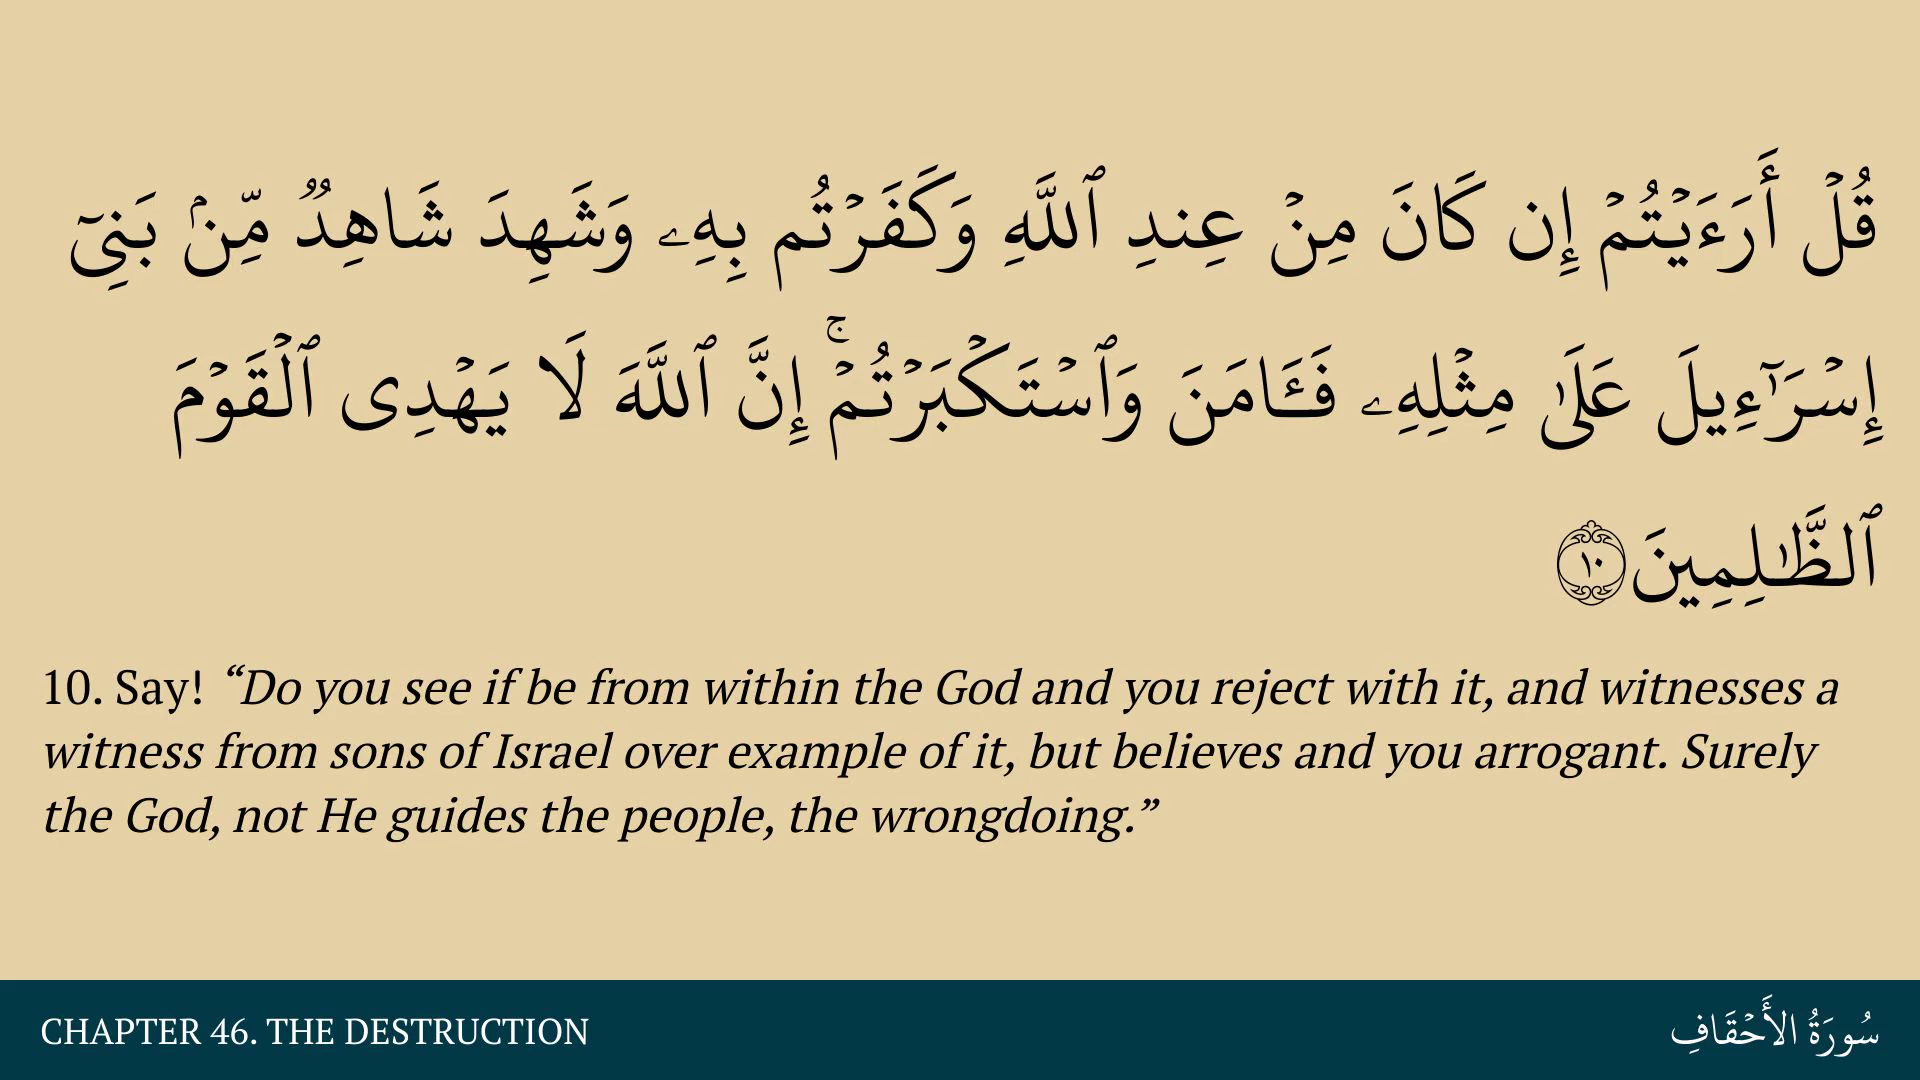 قُلۡ أَرَءَيۡتُمۡ إِن كَانَ مِنۡ عِندِ ٱللَّهِ وَكَفَرۡتُم بِهِۦ وَشَهِدَ شَاهِدࣱ مِّنۢ بَنِیۤ
إِسۡرَ ٰۤءِیلَ عَلَىٰ مِثۡلِهِۦ فَـَٔامَنَ وَٱسۡتَكۡبَرۡتُمۡۚ إِنَّ ٱللَّهَ لَا یَهۡدِی ٱلۡقَوۡمَ
ٱلظَّـٰلِمِینَ ١٠
10. Say! “Do you see if be from within the God and you reject with it, and witnesses a
witness from sons of Israel over example of it, but believes and you arrogant. Surely
the God, not He guides the people, the wrongdoing.”
CHAPTER 46. THE DESTRUCTION
سُورَةُ الأَحۡقَافِ